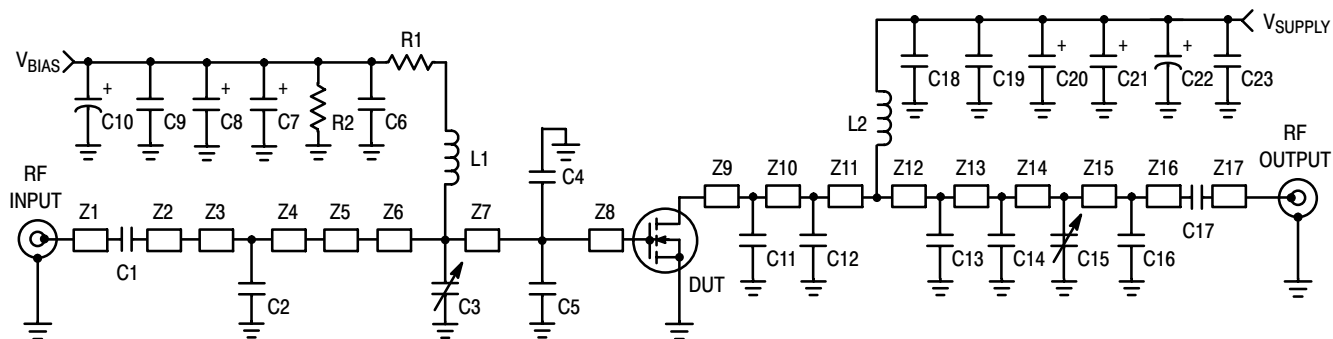 VBIAS
R1
VSUPPLY
+
+
+
C10
C9
C8
C7
R2
C6
+
+
+
C18
C19
C20
C21
C22
C23
L1
L2
C4
RF
INPUT
RF
OUTPUT
Z1
Z2
Z3
Z4
Z5
Z6
Z7
Z8
Z9
Z10
Z11
Z12
Z13
Z14
Z15
Z16
Z17
C1
C2
C3
C5
DUT
C11
C12
C13
C14
C15
C16
C17